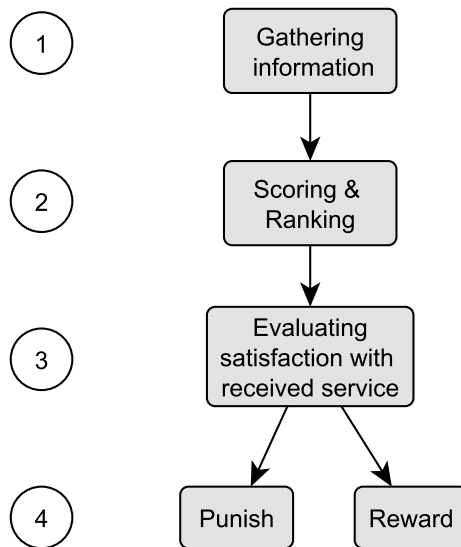 1
Gathering
information
2
Scoring &
Ranking
3
Evaluating
satisfaction with
received service
4
Punish
Reward